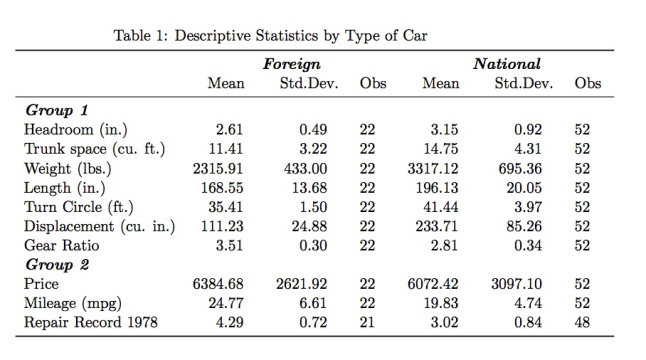 Table 1: Descriptive Statistics by Type of Car
Foreign National
Mean Std.Dev. Obs Mean Std.Dev. Obs
Group 1
Headroom (in.) 2.61 0.49 22 3.15 0.92 52
Trunk space (cu. ft.) 11.41 3.22 22 14.75 4.31 52
Weight (lbs.) 2315.91 433.00 22 3317.12 695.36 52
Length (in.) 168.55 13.68 22 196.13 20.05 52
Turn Circle (ft.) 35.41 1.50 22 41.44 3.97 52
Displacement (cu. in.) 111.23 24.88 22 233.71 85.26 52
Gear Ratio 3.51 0.30 22 2.81 0.34 52
Group 2
Price 6384.68 2621.92 22 6072.42 3097.10 52
Mileage (mpg) 24.77 6.61 22 19.83 4.74 52
Repair Record 1978 4.29 0.72 21 3.02 0.84 48